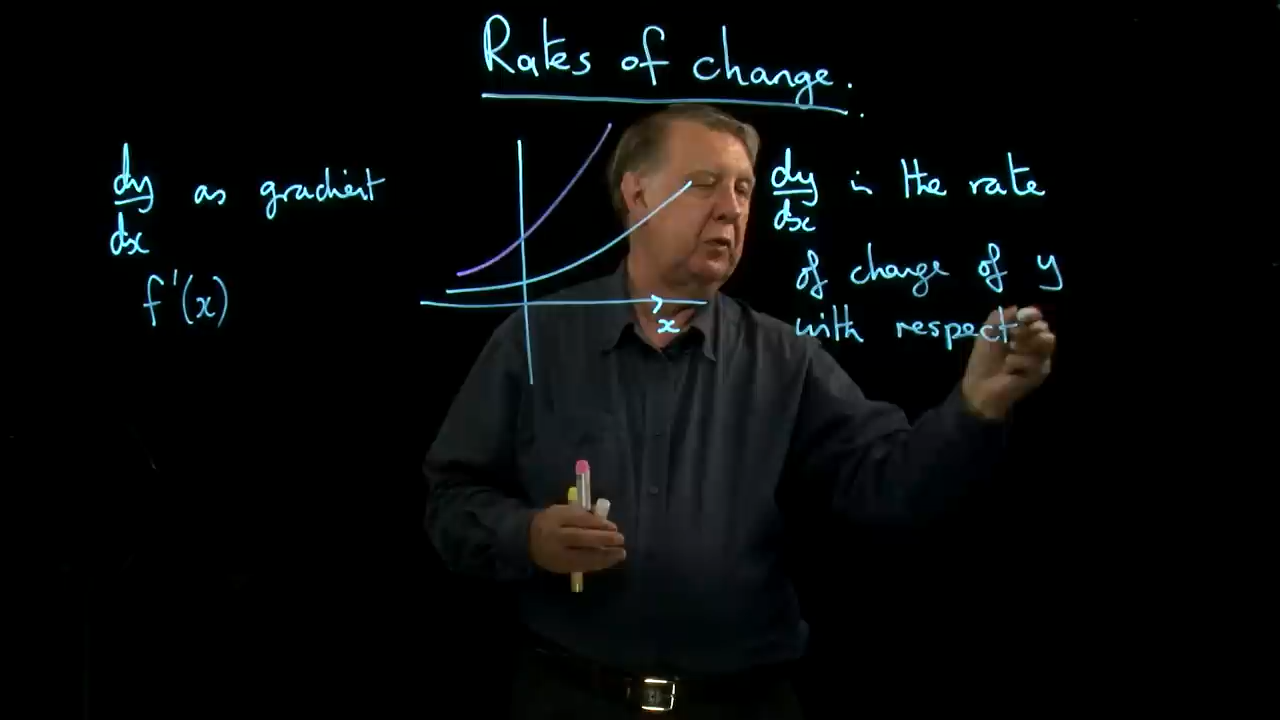 Rates of change.
dy
dx as gradient
f'(x)
x
dy
dx is the rate
of change of y
with respect